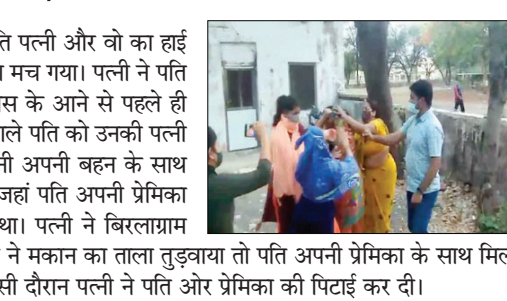 ति पत्नी और वो का हाई
मच गया। पत्नी ने पति
स के आने से पहले ही
ले पति को उनकी पत्नी
नी अपनी बहन के साथ
जहां पति अपनी प्रेमिका
था। पत्नी ने बिरलाग्राम
ने मकान का ताला तुड़वाया तो पति अपनी प्रेमिका के साथ मिल
सी दौरान पत्नी ने पति ओर प्रेमिका की पिटाई कर दी।